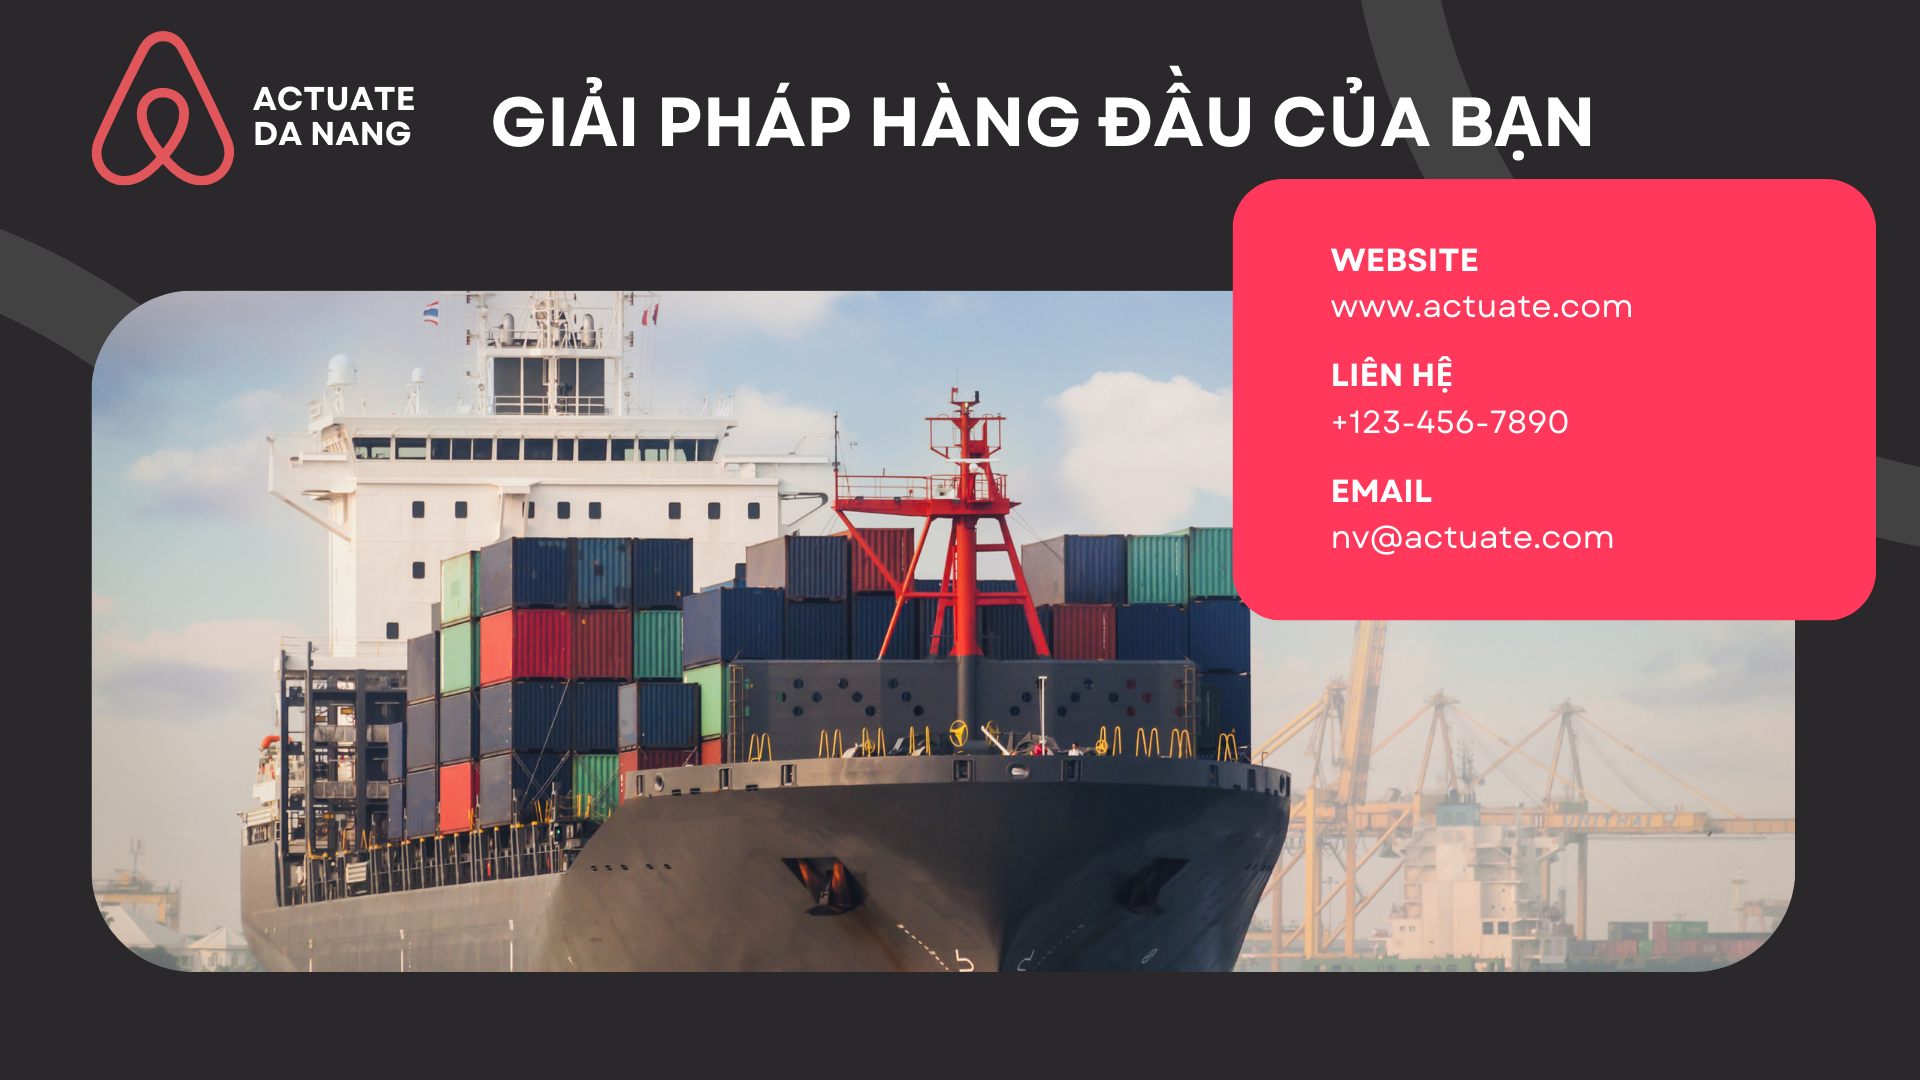 ACTUATE
DA NANG
GIẢI PHÁP HÀNG ĐẦU CỦA BẠN
WEBSITE
www.actuate.com
LIÊN HỆ
+123-456-7890
EMAIL
nv@actuate.com